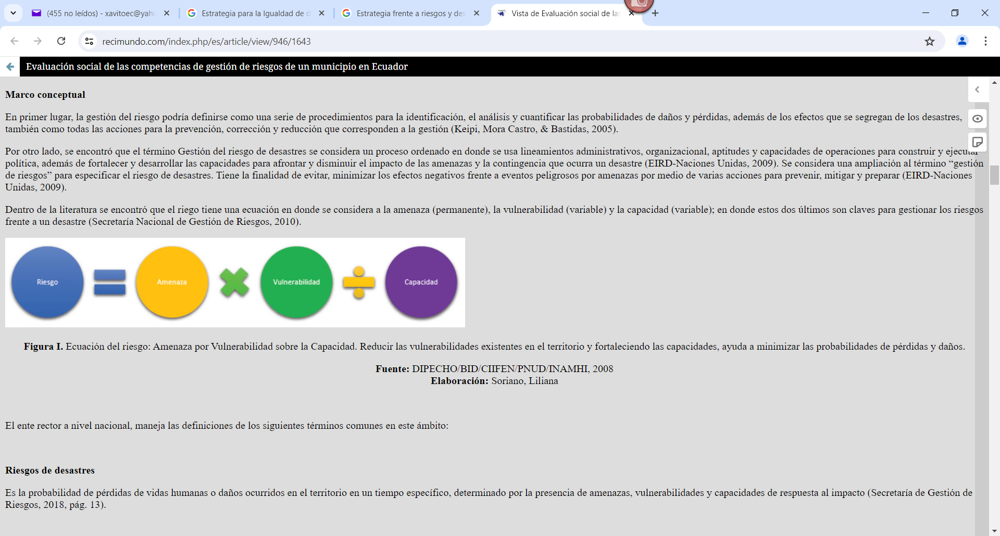 (455 no leídos) - xavitoec@yaho
Estrategia para la Igualdad de d
Estrategia frente a riesgos y des
Vista de Evaluación social de las
recimundo.com/index.php/es/article/view/946/1643
Evaluación social de las competencias de gestión de riesgos de un municipio en Ecuador
Marco conceptual
En primer lugar, la gestión del riesgo podría definirse como una serie de procedimientos para la identificación, el análisis y cuantificar las probabilidades de daños y pérdidas, además de los efectos que se segregan de los desastres,
también como todas las acciones para la prevención, corrección y reducción que corresponden a la gestión (Keipi, Mora Castro, & Bastidas, 2005).
Por otro lado, se encontró que el término Gestión del riesgo de desastres se considera un proceso ordenado en donde se usa lineamientos administrativos, organizacional, aptitudes y capacidades de operaciones para construir y ejecutar
política, además de fortalecer y desarrollar las capacidades para afrontar y disminuir el impacto de las amenazas y la contingencia que ocurra un desastre (EIRD-Naciones Unidas, 2009). Se considera una ampliación al término “gestión
de riesgos” para especificar el riesgo de desastres. Tiene la finalidad de evitar, minimizar los efectos negativos frente a eventos peligrosos por amenazas por medio de varias acciones para prevenir, mitigar y preparar (EIRD-Naciones
Unidas, 2009).
Dentro de la literatura se encontró que el riego tiene una ecuación en donde se considera a la amenaza (permanente), la vulnerabilidad (variable) y la capacidad (variable); en donde estos dos últimos son claves para gestionar los riesgos
frente a un desastre (Secretaría Nacional de Gestión de Riesgos, 2010).
Riesgo
Amenaza
Vulnerabilidad
Capacidad
Figura I. Ecuación del riesgo: Amenaza por Vulnerabilidad sobre la Capacidad. Reducir las vulnerabilidades existentes en el territorio y fortaleciendo las capacidades, ayuda a minimizar las probabilidades de pérdidas y daños.
Fuente: DIPECHO/BID/CIIFEN/PNUD/INAMHI, 2008
Elaboración: Soriano, Liliana
El ente rector a nivel nacional, maneja las definiciones de los siguientes términos comunes en este ámbito:
Riesgos de desastres
Es la probabilidad de pérdidas de vidas humanas o daños ocurridos en el territorio en un tiempo específico, determinado por la presencia de amenazas, vulnerabilidades y capacidades de respuesta al impacto (Secretaría de Gestión de
Riesgos, 2018, pág. 13).